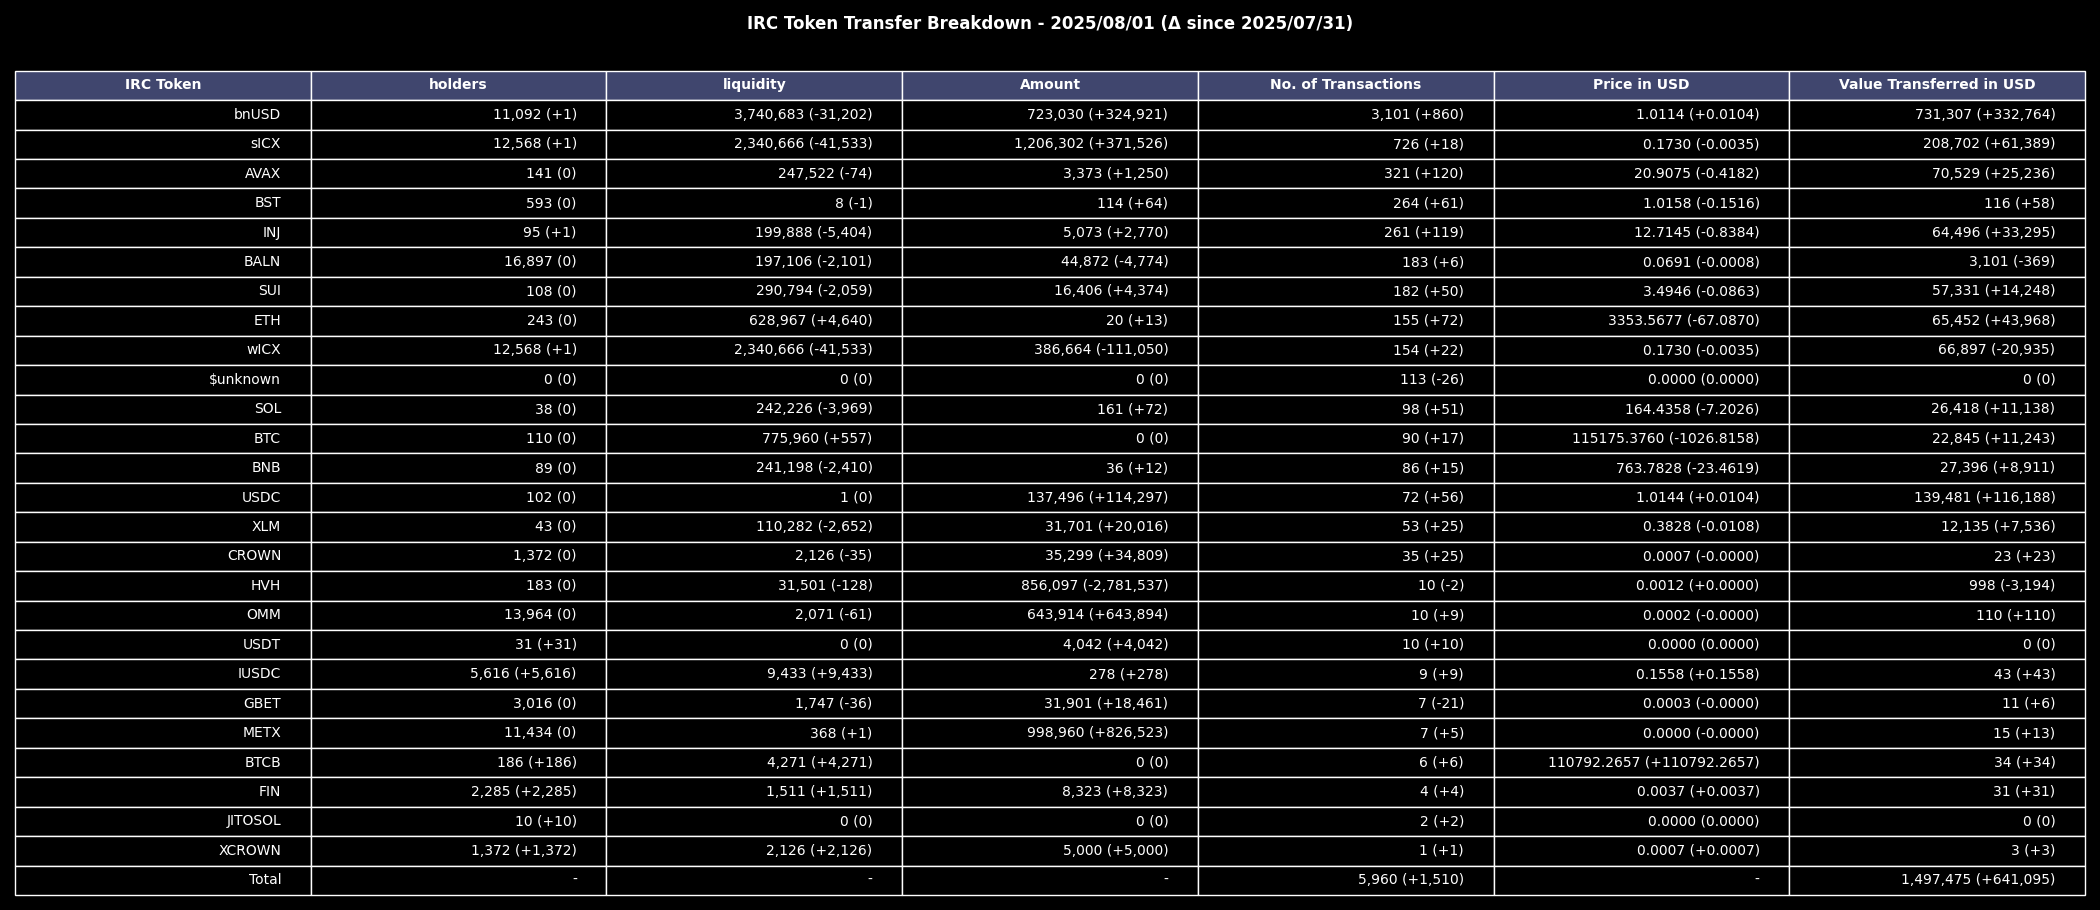 IRC Token Transfer Breakdown - 2025/08/01 (Δ since 2025/07/31)
IRC Token holders liquidity Amount No. of Transactions Price in USD Value Transferred in USD
bnUSD 11,092 (+1) 3,740,683 (-31,202) 723,030 (+324,921) 3,101 (+860) 1.0114 (+0.0104) 731,307 (+332,764)
sICX 12,568 (+1) 2,340,666 (-41,533) 1,206,302 (+371,526) 726 (+18) 0.1730 (-0.0035) 208,702 (+61,389)
AVAX 141 (0) 247,522 (-74) 3,373 (+1,250) 321 (+120) 20.9075 (-0.4182) 70,529 (+25,236)
BST 593 (0) 8 (-1) 114 (+64) 264 (+61) 1.0158 (-0.1516) 116 (+58)
INJ 95 (+1) 199,888 (-5,404) 5,073 (+2,770) 261 (+119) 12.7145 (-0.8384) 64,496 (+33,295)
BALN 16,897 (0) 197,106 (-2,101) 44,872 (-4,774) 183 (+6) 0.0691 (-0.0008) 3,101 (-369)
SUI 108 (0) 290,794 (-2,059) 16,406 (+4,374) 182 (+50) 3.4946 (-0.0863) 57,331 (+14,248)
ETH 243 (0) 628,967 (+4,640) 20 (+13) 155 (+72) 3353.5677 (-67.0870) 65,452 (+43,968)
wICX 12,568 (+1) 2,340,666 (-41,533) 386,664 (-111,050) 154 (+22) 0.1730 (-0.0035) 66,897 (-20,935)
$unknown 0 (0) 0 (0) 0 (0) 113 (-26) 0.0000 (0.0000) 0 (0)
SOL 38 (0) 242,226 (-3,969) 161 (+72) 98 (+51) 164.4358 (-7.2026) 26,418 (+11,138)
BTC 110 (0) 775,960 (+557) 0 (0) 90 (+17) 115175.3760 (-1026.8158) 22,845 (+11,243)
BNB 89 (0) 241,198 (-2,410) 36 (+12) 86 (+15) 763.7828 (-23.4619) 27,396 (+8,911)
USDC 102 (0) 1 (0) 137,496 (+114,297) 72 (+56) 1.0144 (+0.0104) 139,481 (+116,188)
XLM 43 (0) 110,282 (-2,652) 31,701 (+20,016) 53 (+25) 0.3828 (-0.0108) 12,135 (+7,536)
CROWN 1,372 (0) 2,126 (-35) 35,299 (+34,809) 35 (+25) 0.0007 (-0.0000) 23 (+23)
HVH 183 (0) 31,501 (-128) 856,097 (-2,781,537) 10 (-2) 0.0012 (+0.0000) 998 (-3,194)
OMM 13,964 (0) 2,071 (-61) 643,914 (+643,894) 10 (+9) 0.0002 (-0.0000) 110 (+110)
USDT 31 (+31) 0 (0) 4,042 (+4,042) 10 (+10) 0.0000 (0.0000) 0 (0)
IUSDC 5,616 (+5,616) 9,433 (+9,433) 278 (+278) 9 (+9) 0.1558 (+0.1558) 43 (+43)
GBET 3,016 (0) 1,747 (-36) 31,901 (+18,461) 7 (-21) 0.0003 (-0.0000) 11 (+6)
METX 11,434 (0) 368 (+1) 998,960 (+826,523) 7 (+5) 0.0000 (-0.0000) 15 (+13)
BTCB 186 (+186) 4,271 (+4,271) 0 (0) 6 (+6) 110792.2657 (+110792.2657) 34 (+34)
FIN 2,285 (+2,285) 1,511 (+1,511) 8,323 (+8,323) 4 (+4) 0.0037 (+0.0037) 31 (+31)
JITOSOL 10 (+10) 0 (0) 0 (0) 2 (+2) 0.0000 (0.0000) 0 (0)
XCROWN 1,372 (+1,372) 2,126 (+2,126) 5,000 (+5,000) 1 (+1) 0.0007 (+0.0007) 3 (+3)
Total - - - 5,960 (+1,510) - 1,497,475 (+641,095)